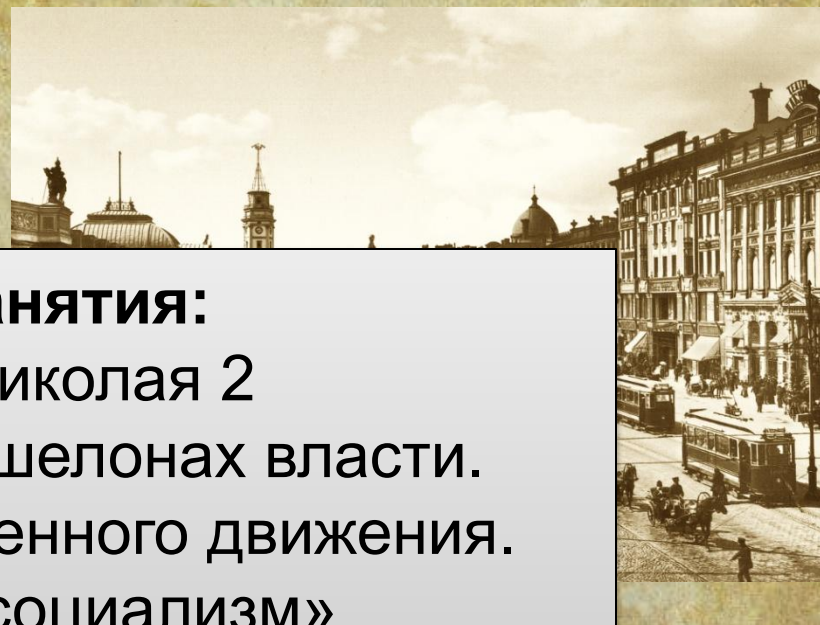 анятия:
иколая 2
шелонах власти.
енного движения.
социализм»